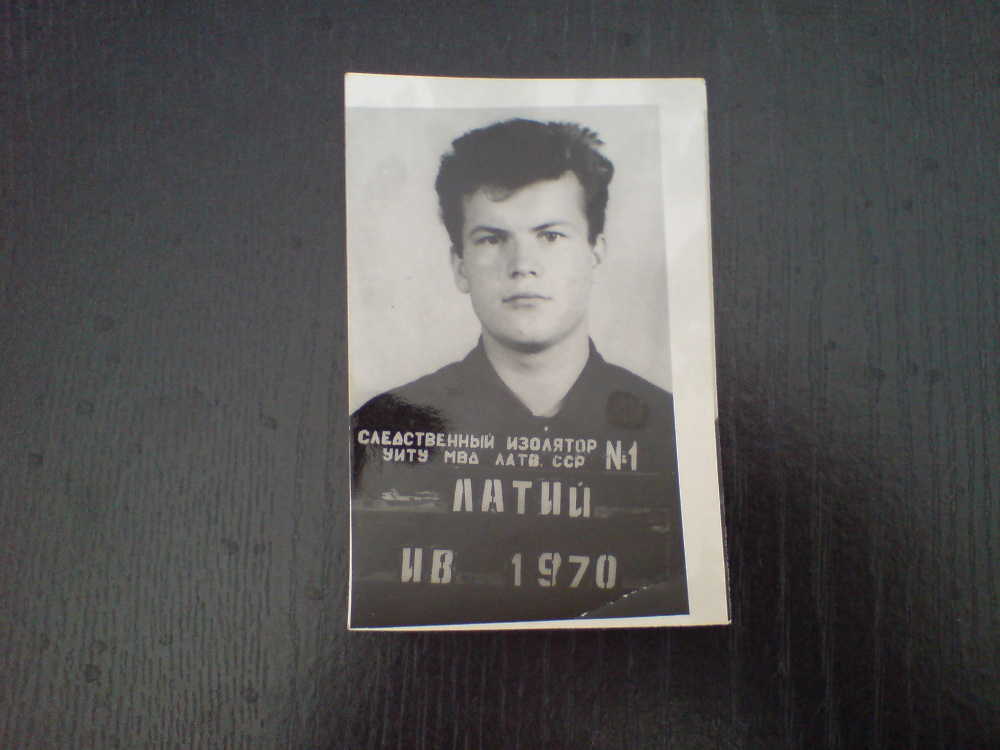 СЛЕДСТВЕННЫЙ ИЗОЛЯТОР №1
УИТУ МВД ЛАТВ. ССР
ЛАТИЙ
ИВ 1970